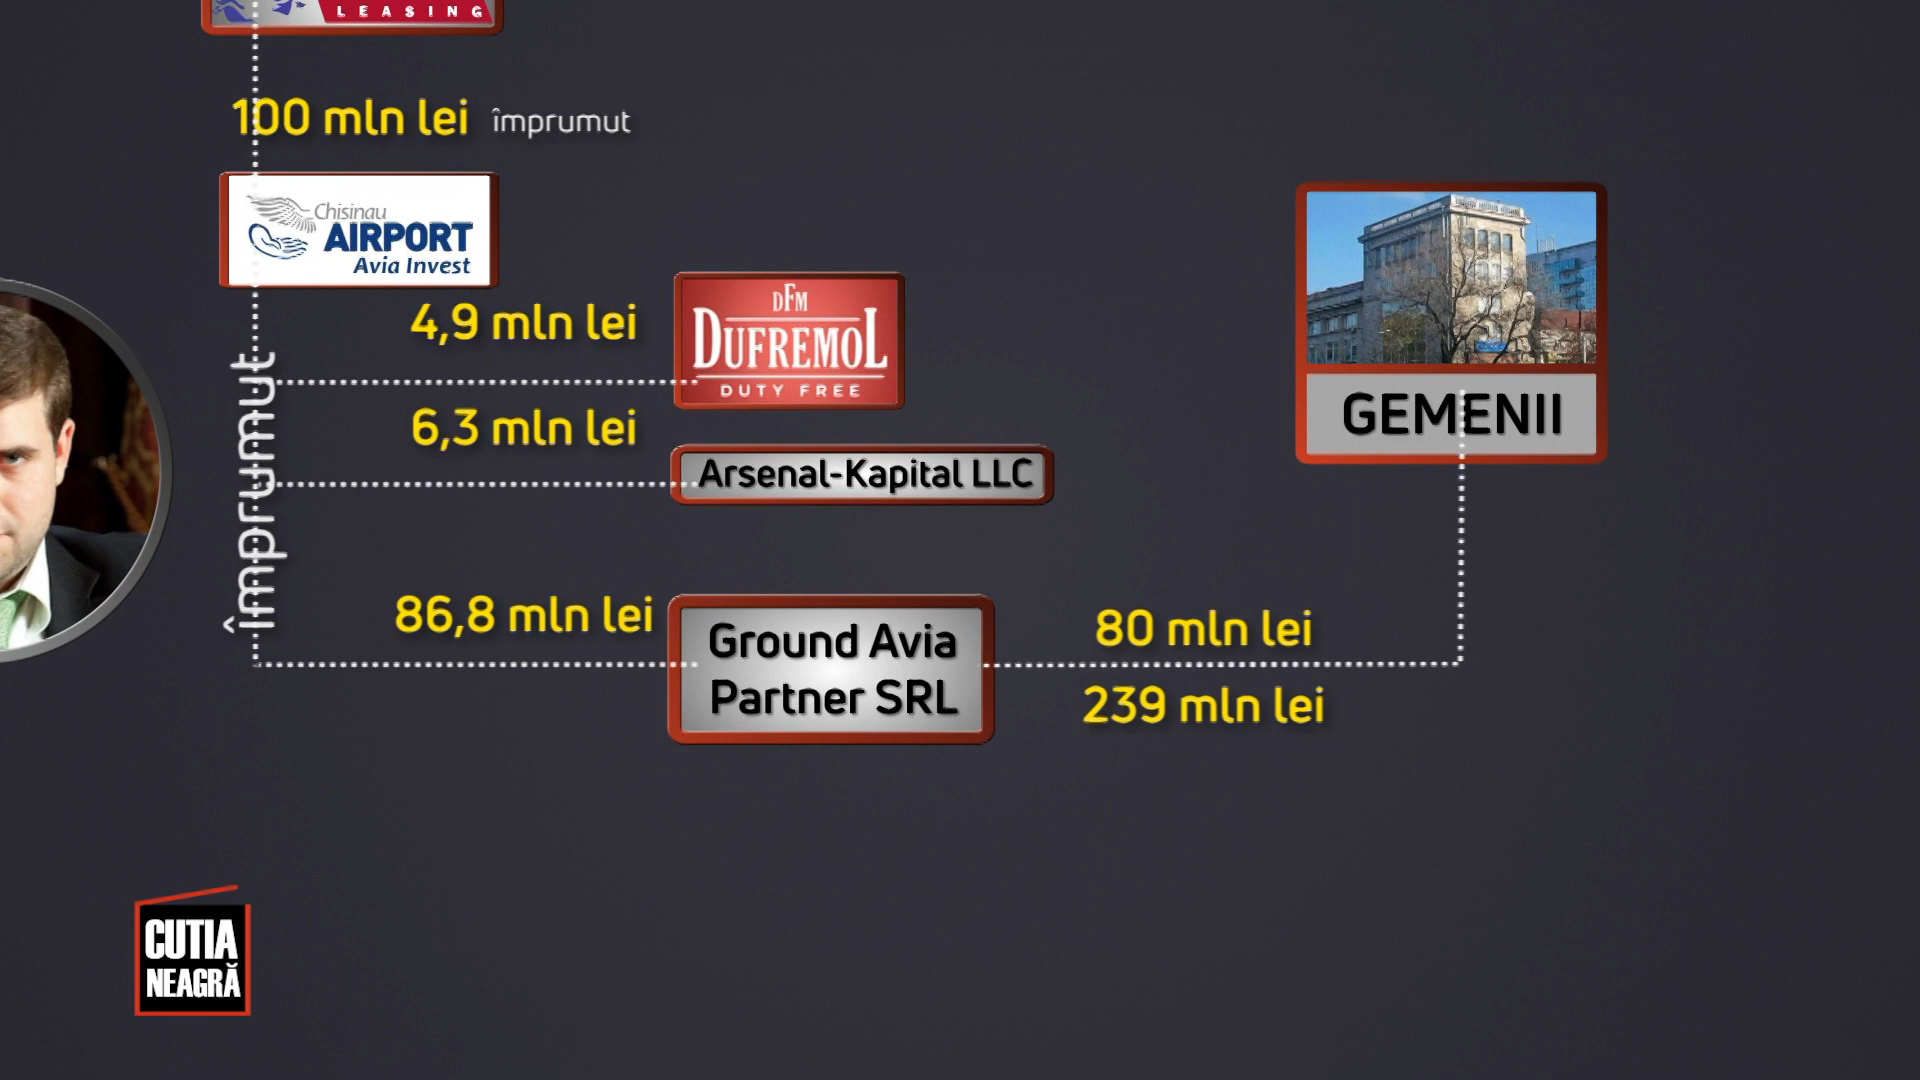 LEASING
100 mln lei împrumut
Chisinau
AIRPORT
Avia Invest
4,9 mln lei
DFM
DUFREMOL
DUTY FREE
GEMENII
împrumut
6,3 mln lei
Arsenal-Kapital LLC
86,8 mln lei
Ground Avia
Partner SRL
80 mln lei
239 mln lei
CUTIA
NEAGRĂ